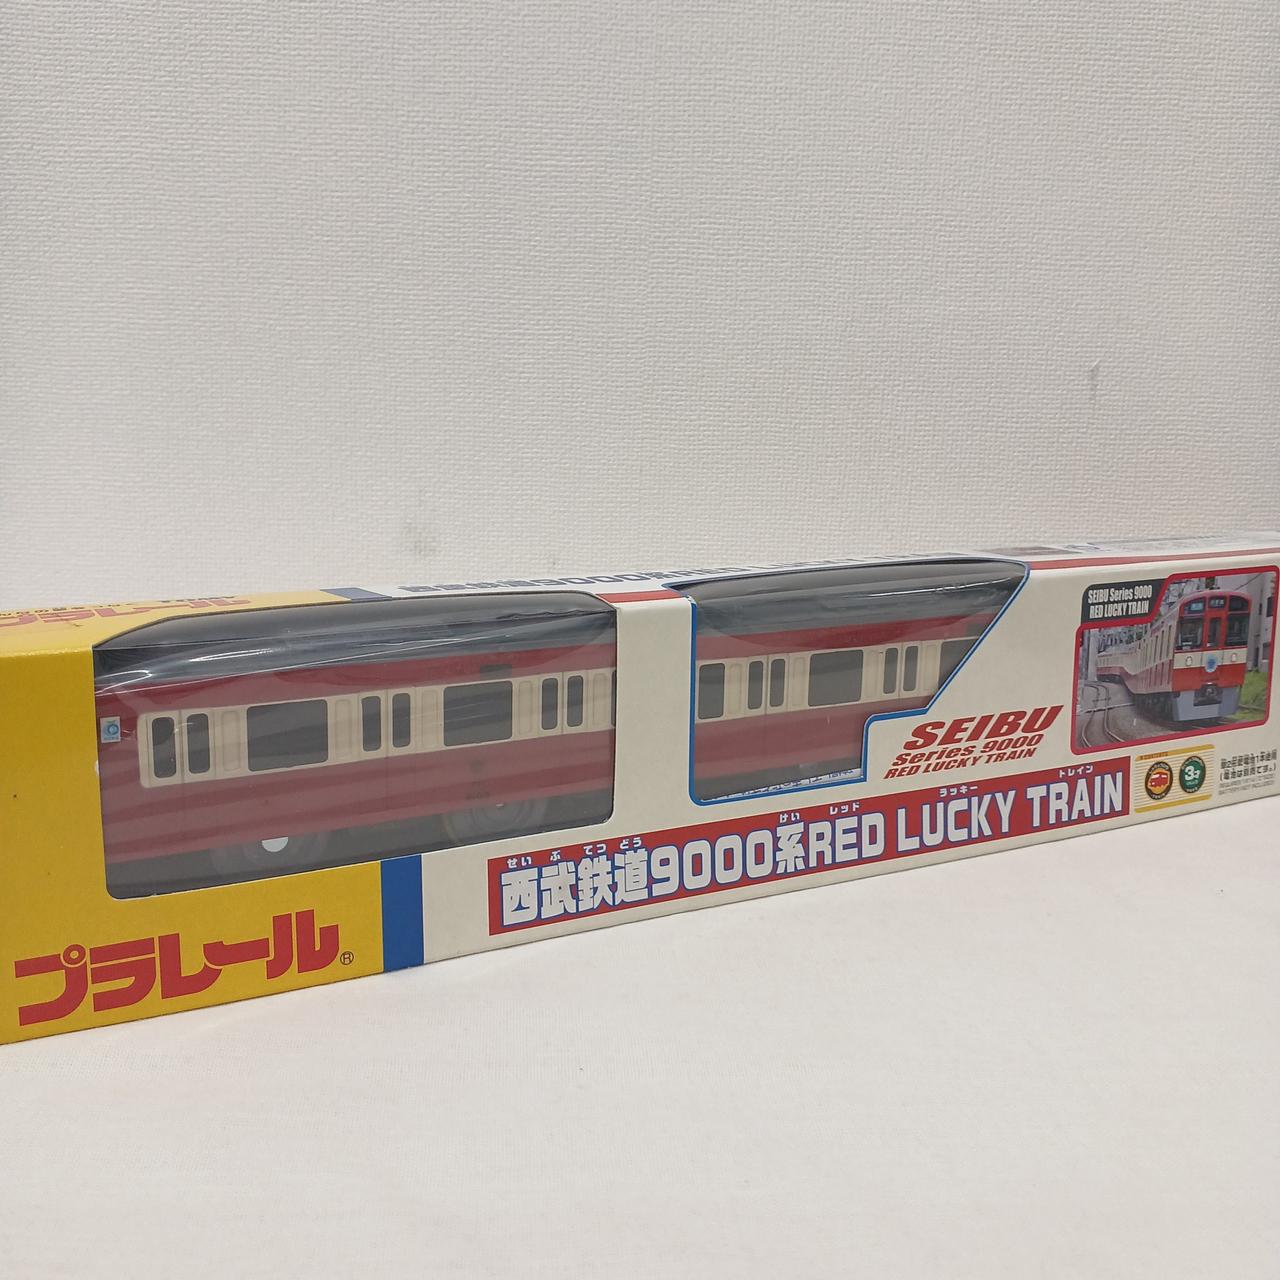 プラレール®
せいぶてつどう けい レッド ラッキー トレイン
西武鉄道9000系RED LUCKY TRAIN
SEIBU
Series 9000
RED LUCKY TRAIN
SEIBU Series 9000
RED LUCKY TRAIN
3才